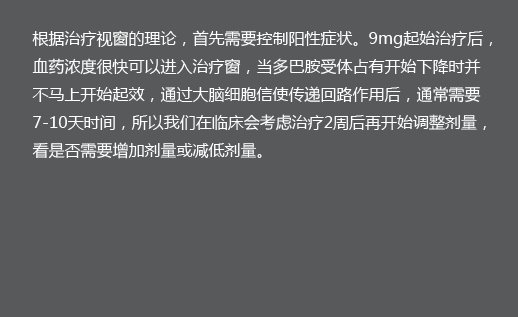 根据治疗视窗的理论，首先需要控制阳性症状。9mg起始治疗后，
血药浓度很快可以进入治疗窗，当多巴胺受体占有开始下降时并
不马上开始起效，通过大脑细胞信使传递回路作用后，通常需要
7-10天时间，所以我们在临床会考虑治疗2周后再开始调整剂量，
看是否需要增加剂量或减低剂量。